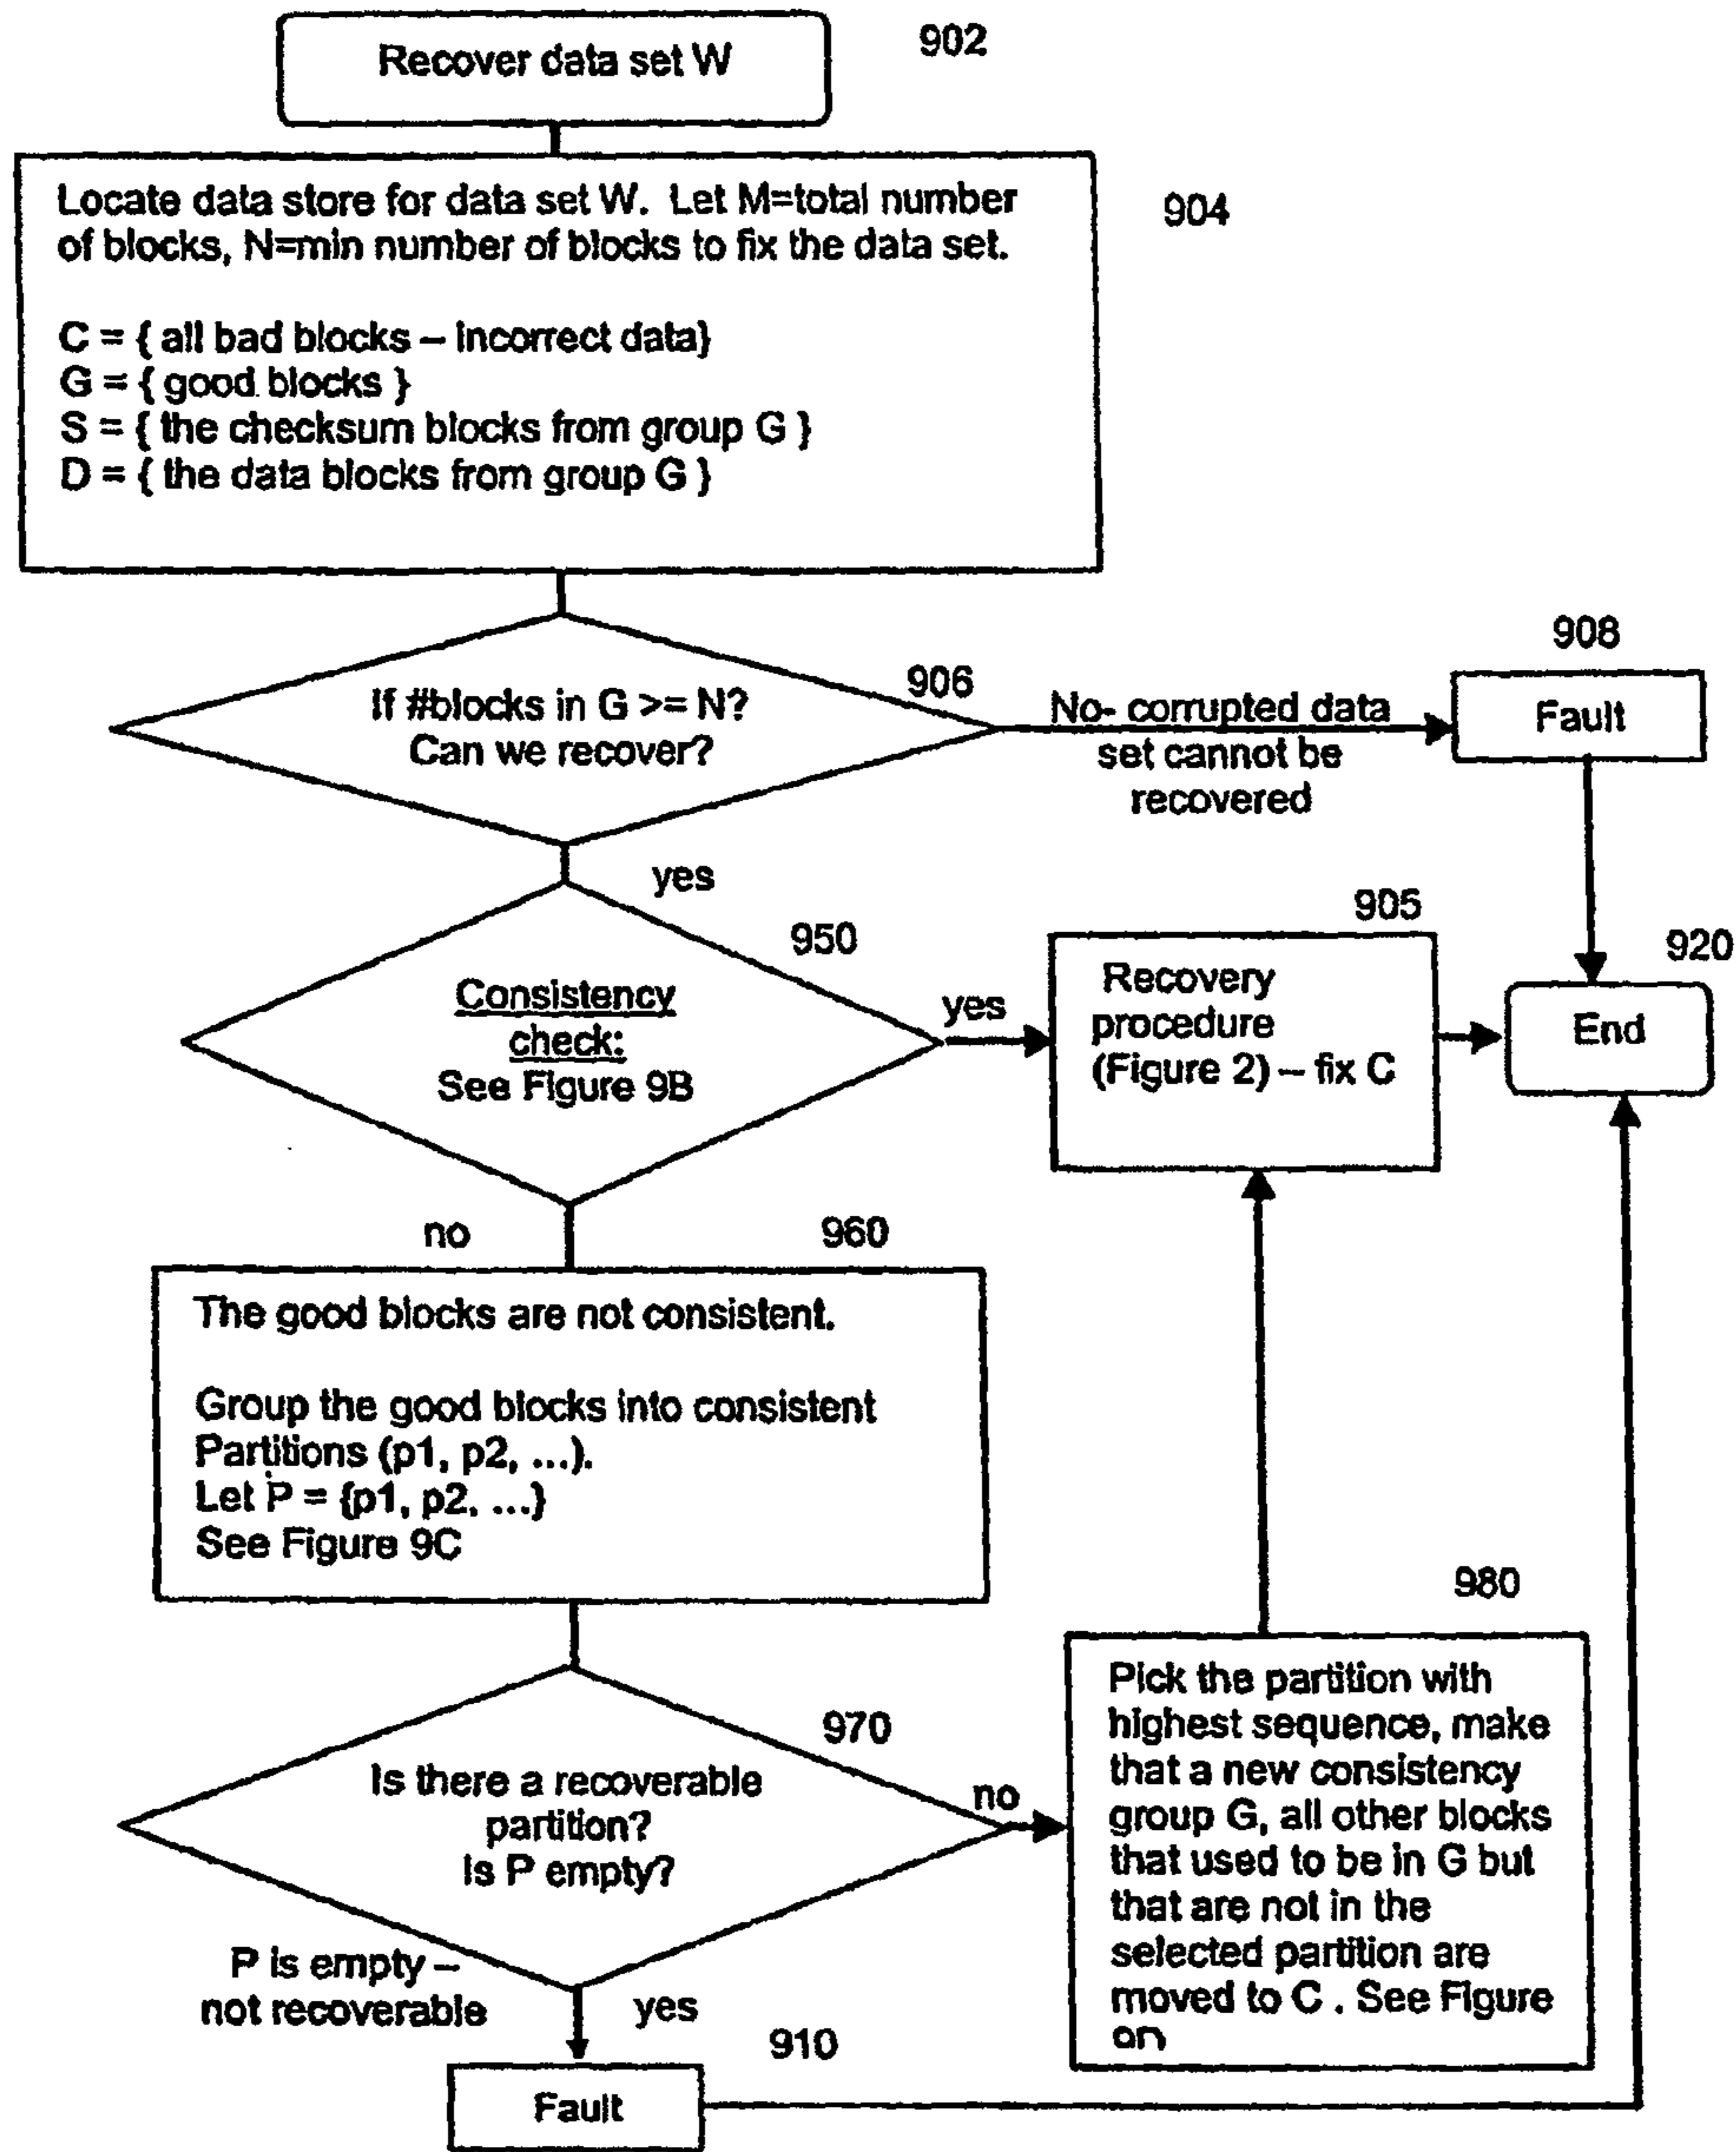 Recover data set W
902
Locate data store for data set W. Let M=total number
of blocks, N=min number of blocks to fix the data set.
C = { all bad blocks – incorrect data}
G = { good blocks }
S = { the checksum blocks from group G }
D = { the data blocks from group G }
904
If #blocks in G >= N?
Can we recover?
906
No- corrupted data
set cannot be
recovered
908
Fault
yes
950
Consistency
check:
See Figure 9B
yes
905
Recovery
procedure
(Figure 2) – fix C
920
End
no
960
The good blocks are not consistent.
Group the good blocks into consistent
Partitions (p1, p2, ...).
Let P = {p1, p2, ...}
See Figure 9C
970
Is there a recoverable
partition?
Is P empty?
no
980
Pick the partition with
highest sequence, make
that a new consistency
group G, all other blocks
that used to be in G but
that are not in the
selected partition are
moved to C . See Figure
P is empty –
not recoverable
yes
910
Fault